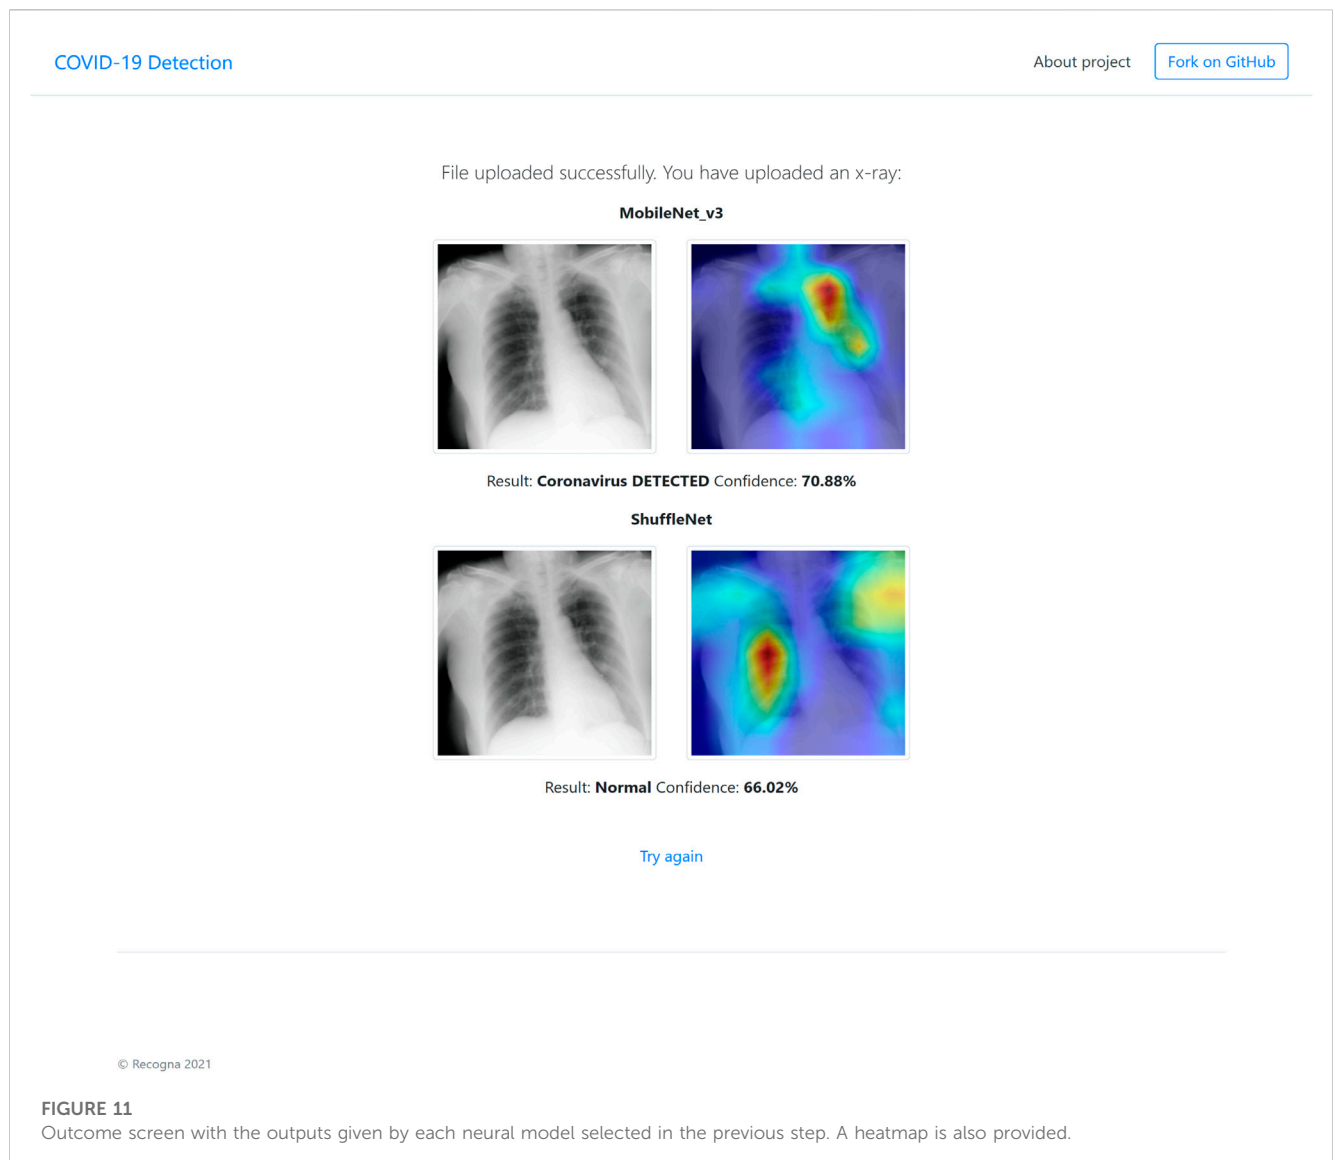 COVID-19 Detection
About project
Fork on GitHub
File uploaded successfully. You have uploaded an x-ray:
MobileNet_v3
Result: Coronavirus DETECTED Confidence: 70.88%
ShuffleNet
Result: Normal Confidence: 66.02%
Try again
© Recogna 2021
FIGURE 11
Outcome screen with the outputs given by each neural model selected in the previous step. A heatmap is also provided.